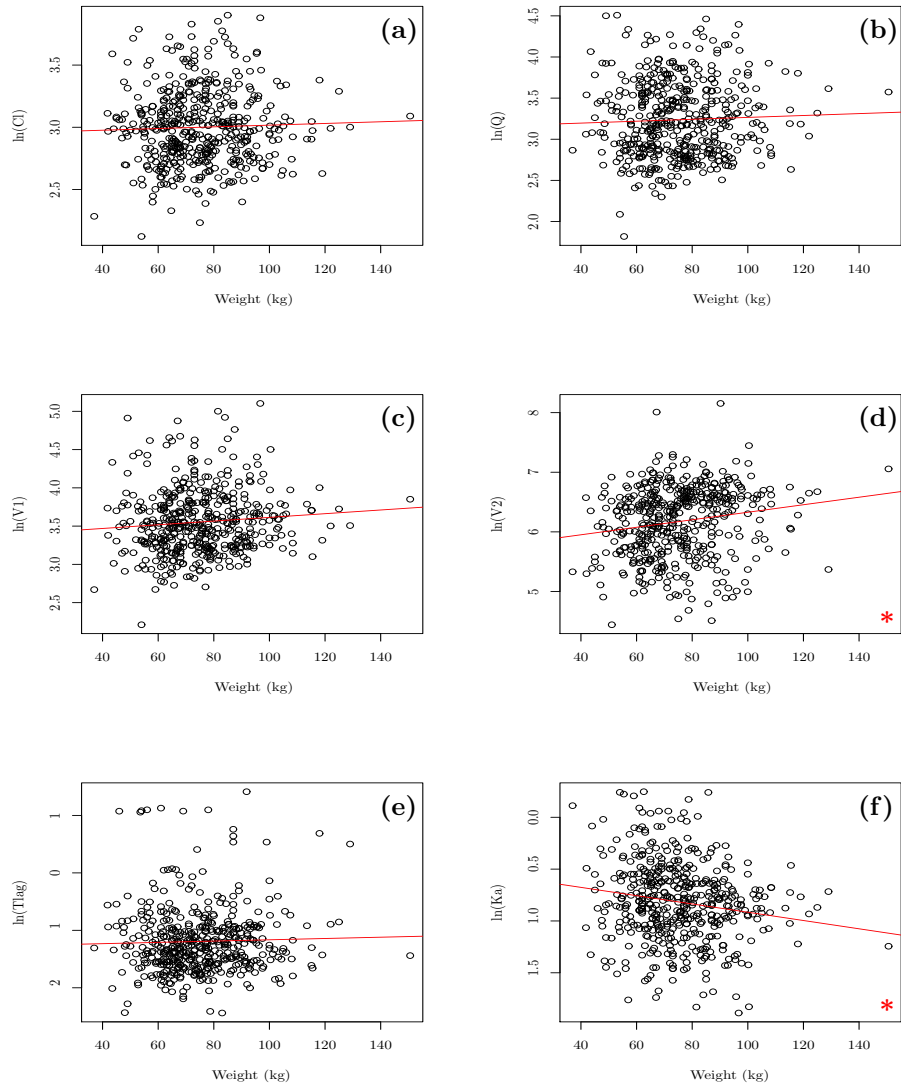 (a)
ln(Cl)
3.5
3.0
2.5
40 60 80 100 120 140
Weight (kg)
(b)
ln(Q)
4.5
4.0
3.5
3.0
2.5
2.0
40 60 80 100 120 140
Weight (kg)
(c)
ln(V1)
5.0
4.5
4.0
3.5
3.0
2.5
40 60 80 100 120 140
Weight (kg)
(d)
ln(V2)
8
7
6
5
*
40 60 80 100 120 140
Weight (kg)
(e)
ln(Tlag)
1
0
1
2
40 60 80 100 120 140
Weight (kg)
(f)
ln(Ka)
0.0
0.5
1.0
1.5
*
40 60 80 100 120 140
Weight (kg)